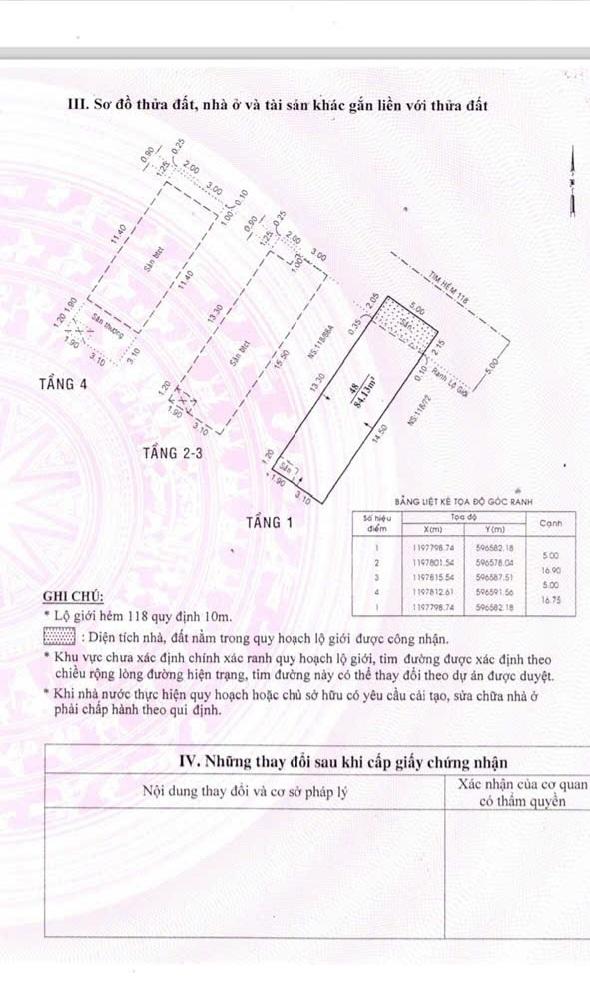 III. Sơ đồ thửa đất, nhà ở và tài sản khác gắn liền với thửa đất
0.90
0.25
1.25
2.00
3.00
0.10
1.00
11.40
Sân btct
11.40
1.20 1.90
Sân thượng
1.90
3.10
3.10
TẦNG 4
0.90
0.25
1.25
2.00
3.00
1.00
13.30
Sân btct
15.50
1.20
1.90
3.10
TẦNG 2-3
TIM HẺM 118
5.00
2.05
0.35
Sân
NS:118/88A
2.15
0.10
Ranh Lộ Giới
5.00
13.30
48
84.13m²
NS:118/72
14.50
1.20
Sân
1.90
3.10
TẦNG 1
BẢNG LIỆT KÊ TỌA ĐỘ GÓC RANH
Số hiệu điểm Tọa độ Cạnh
X(m) Y(m)
1 1197798.74 596582.18
5.00
2 1197801.54 596578.04
16.90
3 1197815.54 596587.51
5.00
4 1197812.61 596591.56
16.75
1 1197798.74 596582.18
GHI CHÚ:
* Lộ giới hẻm 118 quy định 10m.
: Diện tích nhà, đất nằm trong quy hoạch lộ giới được công nhận.
* Khu vực chưa xác định chính xác ranh quy hoạch lộ giới, tim đường được xác định theo
chiều rộng lòng đường hiện trạng, tim đường này có thể thay đổi theo dự án được duyệt.
* Khi nhà nước thực hiện quy hoạch hoặc chủ sở hữu có yêu cầu cải tạo, sửa chữa nhà ở
phải chấp hành theo qui định.
IV. Những thay đổi sau khi cấp giấy chứng nhận
Nội dung thay đổi và cơ sở pháp lý
Xác nhận của cơ quan
có thẩm quyền